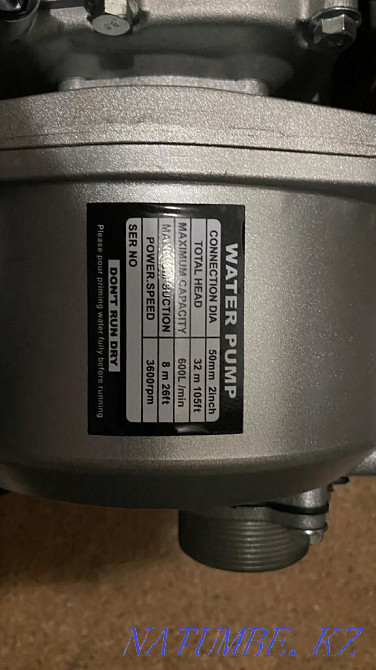 WATER PUMP
CONNECTION DIA 50mm 2inch
TOTAL HEAD 32 m 105ft
MAXIMUM CAPACITY 600L /min
MAXIMUM SUCTION 8 m 26ft
POWER.SPEED 3600rpm
SER NO
DON'T RUN DRY
Please pour priming water fully before running
NATUMBE. KZ